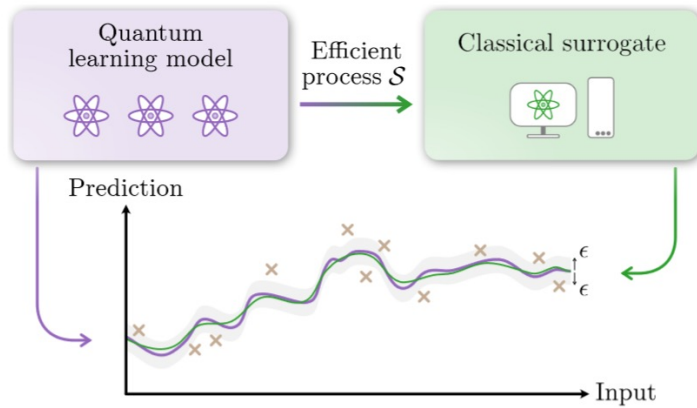 Quantum
learning model
Efficient
process S
Classical surrogate
Prediction
ϵ
ϵ
Input